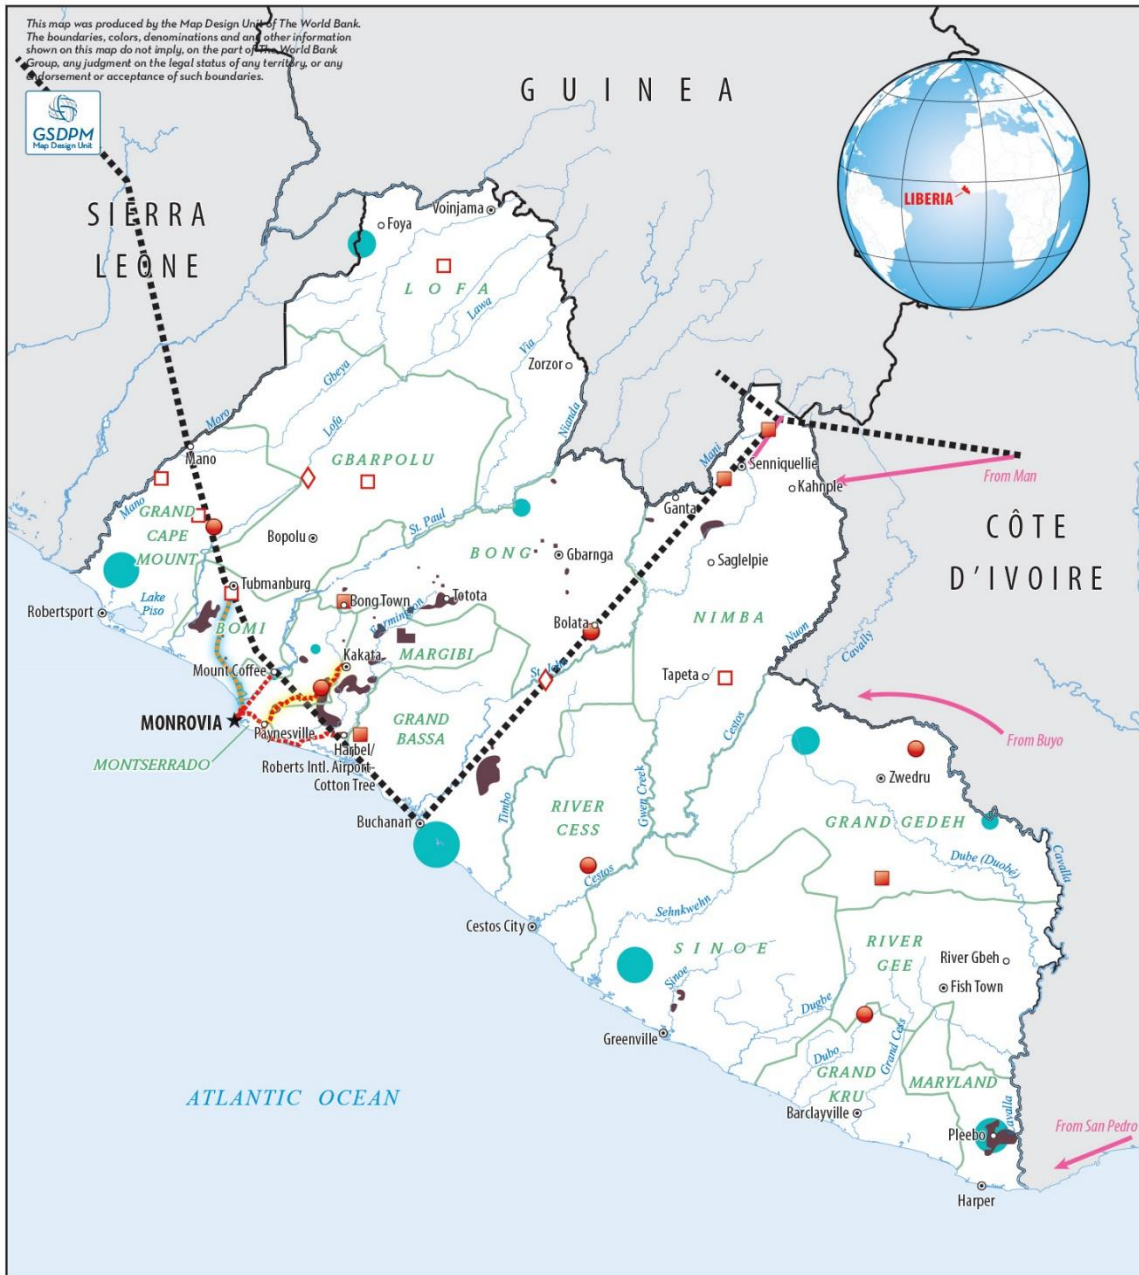 This map was produced by the Map Design Unit of The World Bank.
The boundaries, colors, denominations and any other information
shown on this map do not imply, on the part of The World Bank
Group, any judgment on the legal status of any territory, or any
endorsement or acceptance of such boundaries.
GSDPM
Map Design Unit
GUINEA
SIERRA
LEONE
LIBERIA
CÔTE
D'IVOIRE
Voinjama
Foya
LOFA
Lawa
Via
Zorzor
Gbeya
Lofa
Nianda
Moro
Mano
GBARPOLU
Mani
Senniquellie
Kahnple
From Man
Mano
GRAND
CAPE
MOUNT
Ganta
St. Paul
Bopolu
BONG
Gbarnga
Saglelpie
Tubmanburg
Lake
Piso
Robertsport
Bong Town
Totota
Farmington
BOMI
Bolata
NIMBA
MARGIBI
Nuon
Cavally
Kakata
Mount Coffee
St. John
Tapeta
MONROVIA
Paynesville
GRAND
BASSA
Cestos
From Buyo
MONTSERRADO
Harbel/
Roberts Intl. Airport-
Cotton Tree
Zwedru
Buchanan
Timbo
RIVER
CESS
Gwen Creek
GRAND GEDEH
Cavalla
Dube (Duobé)
Cestos
Sehnkwehn
Cestos City
SINOE
RIVER
GEE
River Gbeh
Sinoe
Fish Town
Dugbe
Greenville
Dubo
Grand Cess
GRAND
KRU
MARYLAND
ATLANTIC OCEAN
Barclayville
Cavalla
Pleebo
From San Pedro
Harper